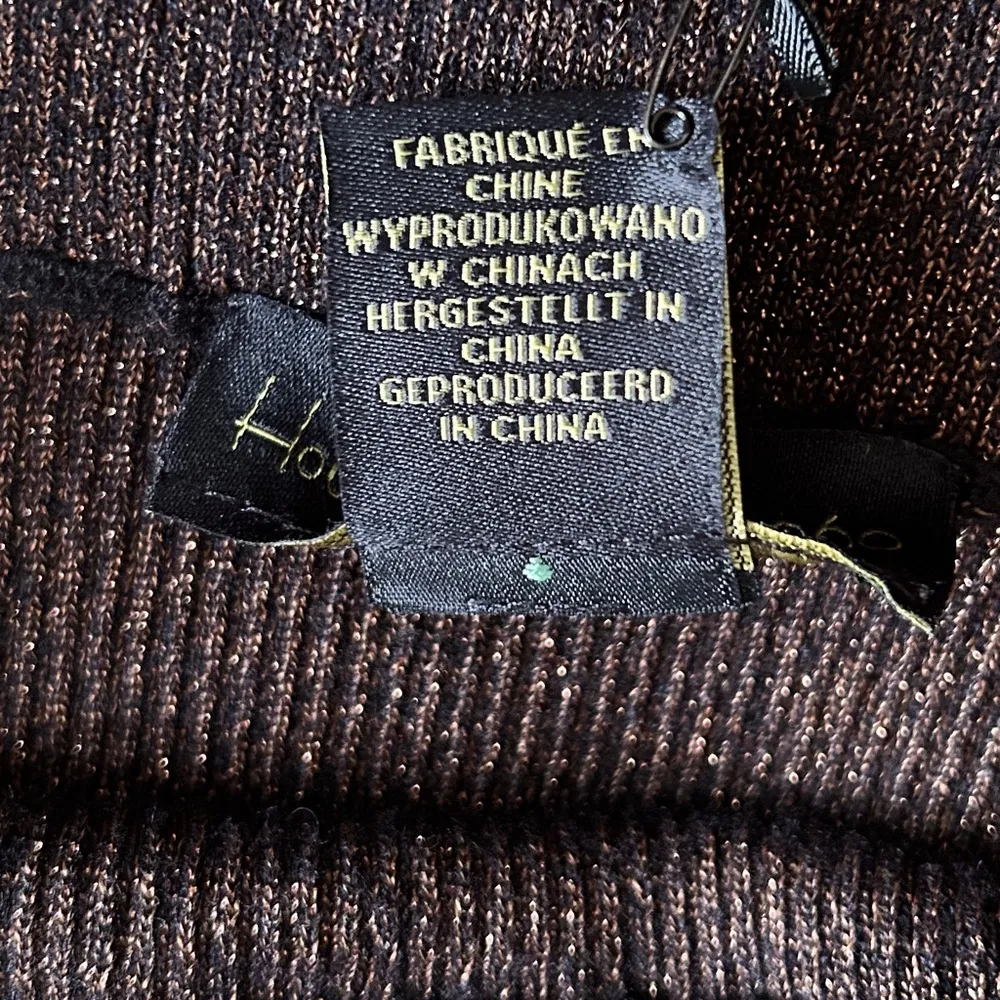 FABRIQUÉ EN
CHINE
WYPRODUKOWANO
W CHINACH
HERGESTELLT IN
CHINA
GEPRODUCEERD
IN CHINA